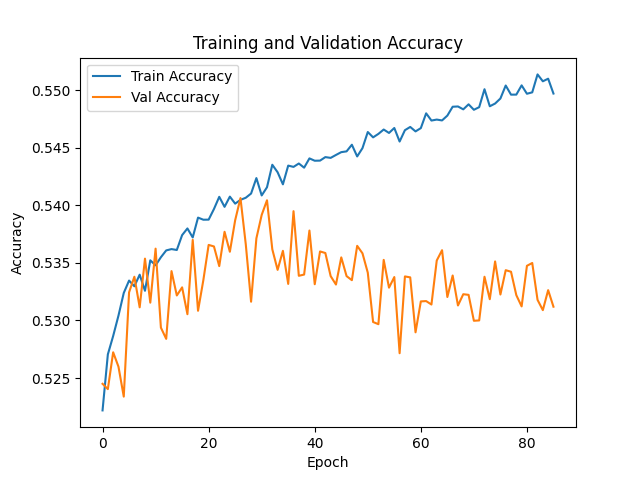 Training and Validation Accuracy
Train Accuracy
Val Accuracy
0.550
0.545
0.540
0.535
0.530
0.525
Accuracy
0 20 40 60 80
Epoch